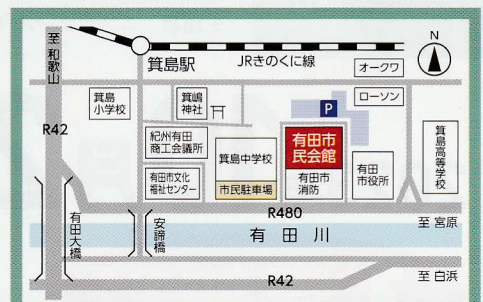 至 和歌山
N
箕島駅
JRきのくに線
オークワ
ローソン
箕島
小学校
箕嶋
神社
P
R42
紀州有田
商工会議所
箕島中学校
有田市
民会館
箕島高等学校
有田市文化
福祉センター
市民駐車場
有田市
消防
有田
市役所
R480
至 宮原
有田大橋
安諦橋
有田川
R42
至 白浜